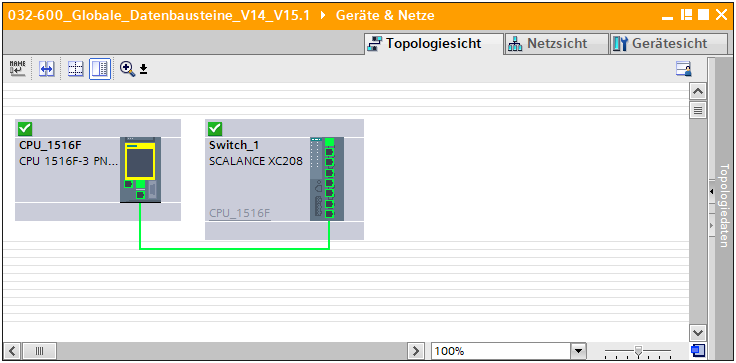 032-600_Globale_Datenbausteine_V14_V15.1 ▸ Geräte & Netze
Topologiesicht
Netzsicht
Gerätesicht
NAME
CPU_1516F
CPU 1516F-3 PN...
Switch_1
SCALANCE XC208
CPU_1516F
Topologiedaten
100%